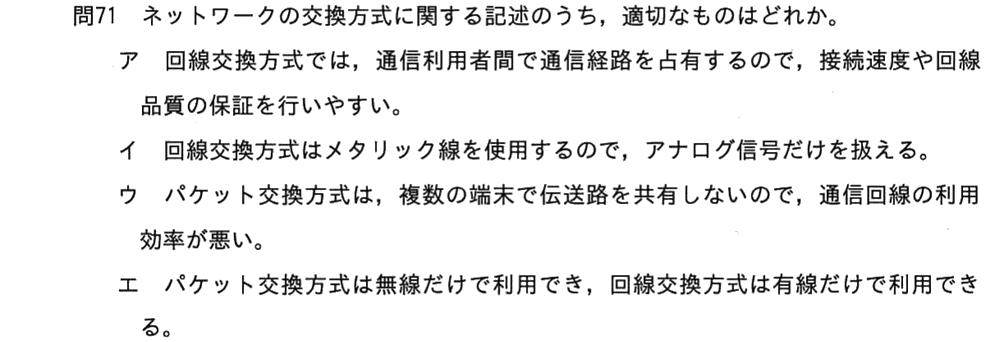 問71　ネットワークの交換方式に関する記述のうち，適切なものはどれか。
ア　回線交換方式では，通信利用者間で通信経路を占有するので，接続速度や回線
品質の保証を行いやすい。
イ　回線交換方式はメタリック線を使用するので，アナログ信号だけを扱える。
ウ　パケット交換方式は，複数の端末で伝送路を共有しないので，通信回線の利用
効率が悪い。
エ　パケット交換方式は無線だけで利用でき，回線交換方式は有線だけで利用でき
る。